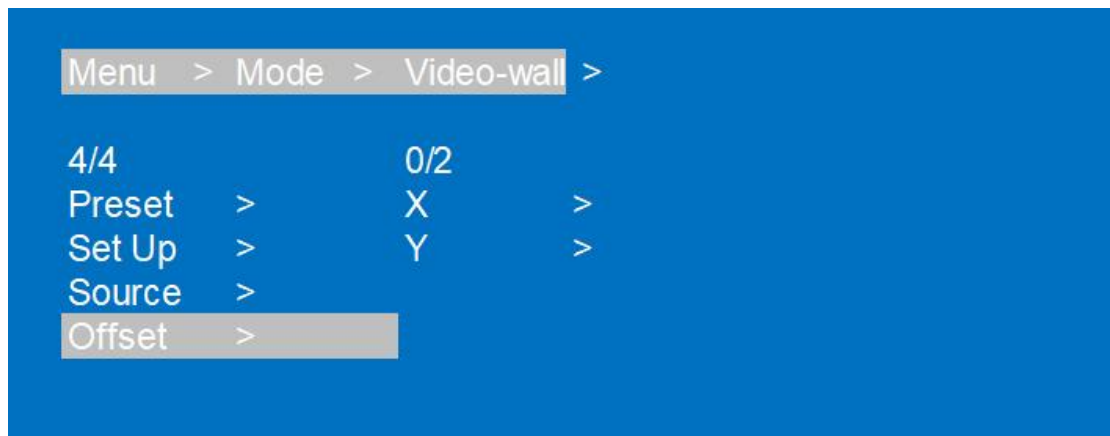 Menu > Mode > Video-wall >
4/4 0/2
Preset > X >
Set Up > Y >
Source >
Offset >